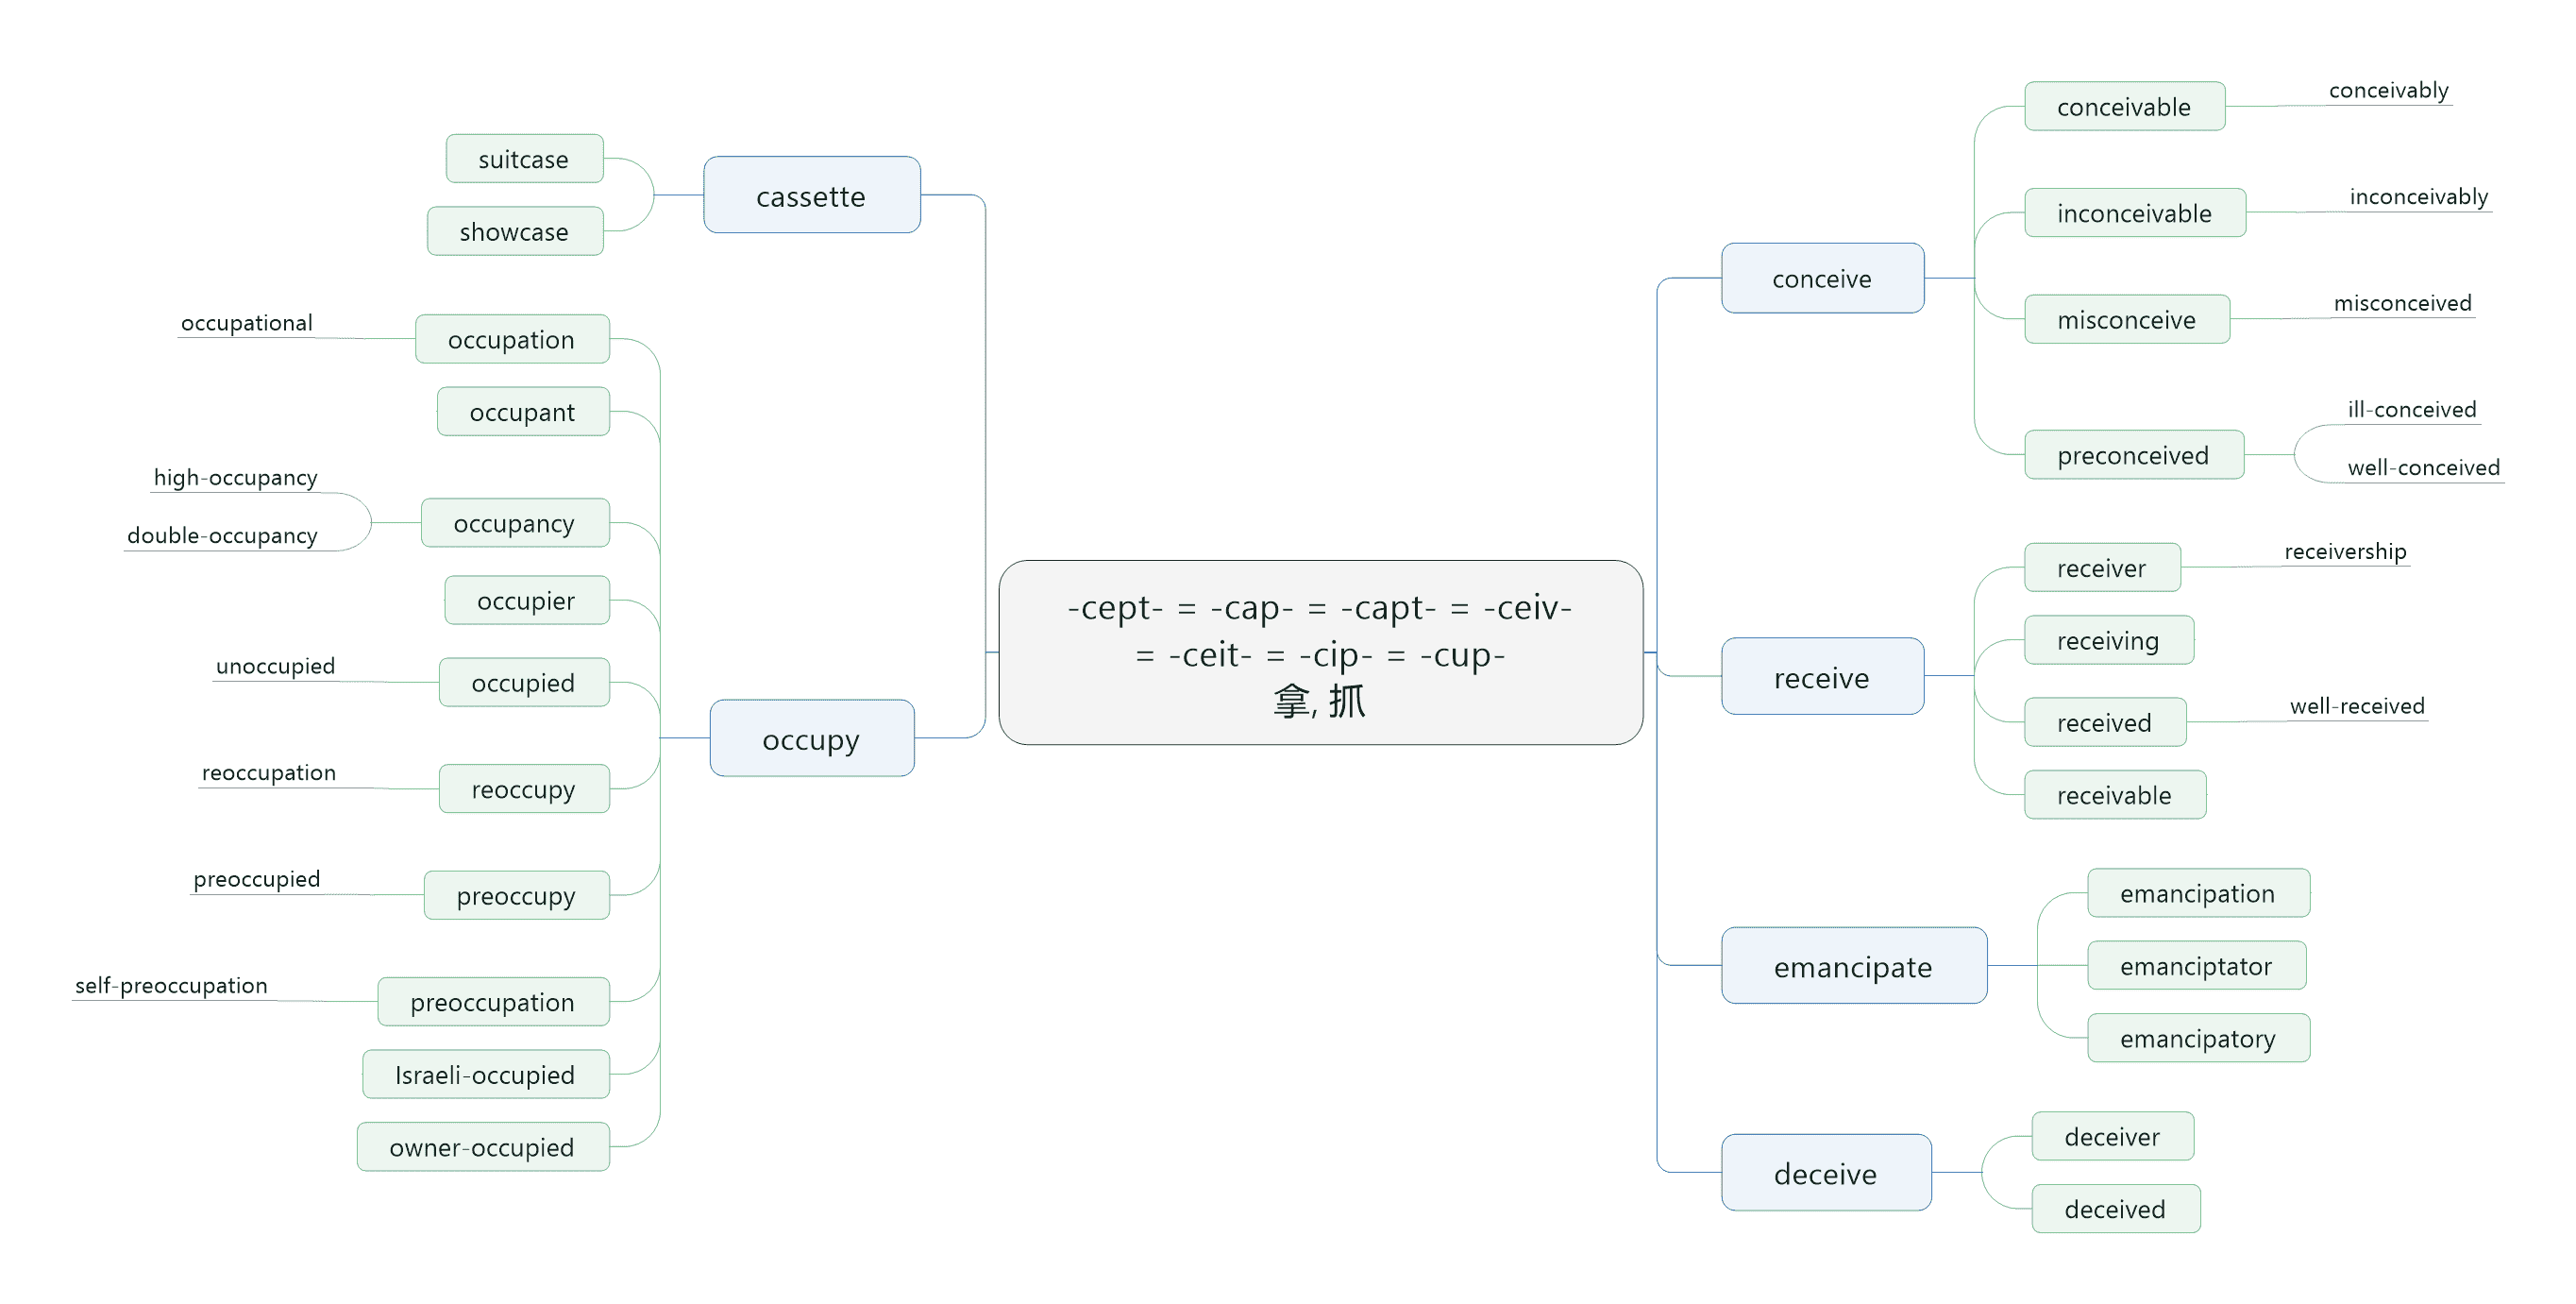 -cept- = -cap- = -capt- = -ceiv-
= -ceit- = -cip- = -cup-
拿, 抓
conceive
conceivable
conceivably
inconceivable
inconceivably
misconceive
misconceived
preconceived
ill-conceived
well-conceived
receive
receiver
receivership
receiving
received
well-received
receivable
emancipate
emancipation
emanciptator
emancipatory
deceive
deceiver
deceived
cassette
suitcase
showcase
occupy
occupation
occupational
occupant
occupancy
high-occupancy
double-occupancy
occupier
occupied
unoccupied
reoccupy
reoccupation
preoccupy
preoccupied
preoccupation
self-preoccupation
Israeli-occupied
owner-occupied